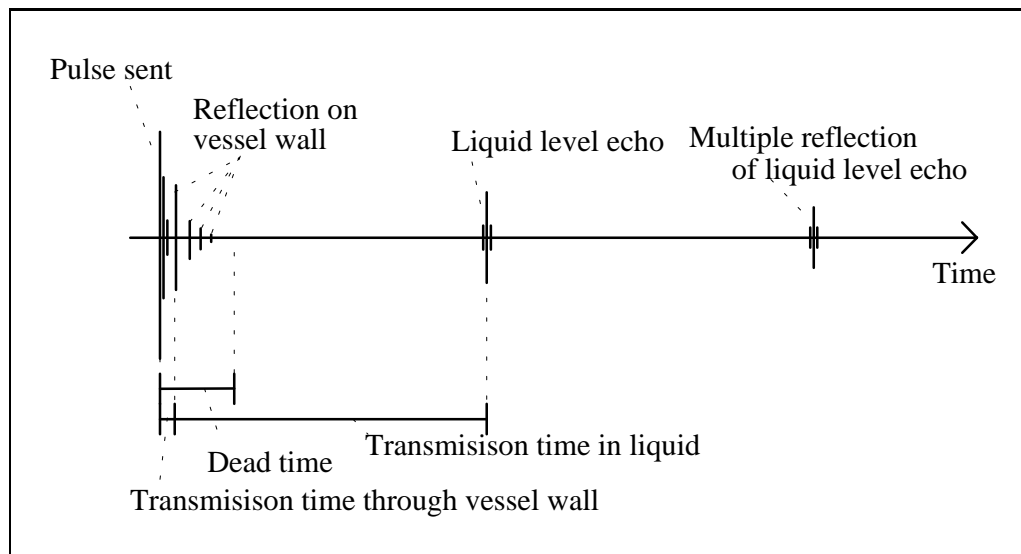 Pulse sent
Reflection on
vessel wall
Liquid level echo
Multiple reflection
of liquid level echo
Time
Transmisison time in liquid
Dead time
Transmisison time through vessel wall